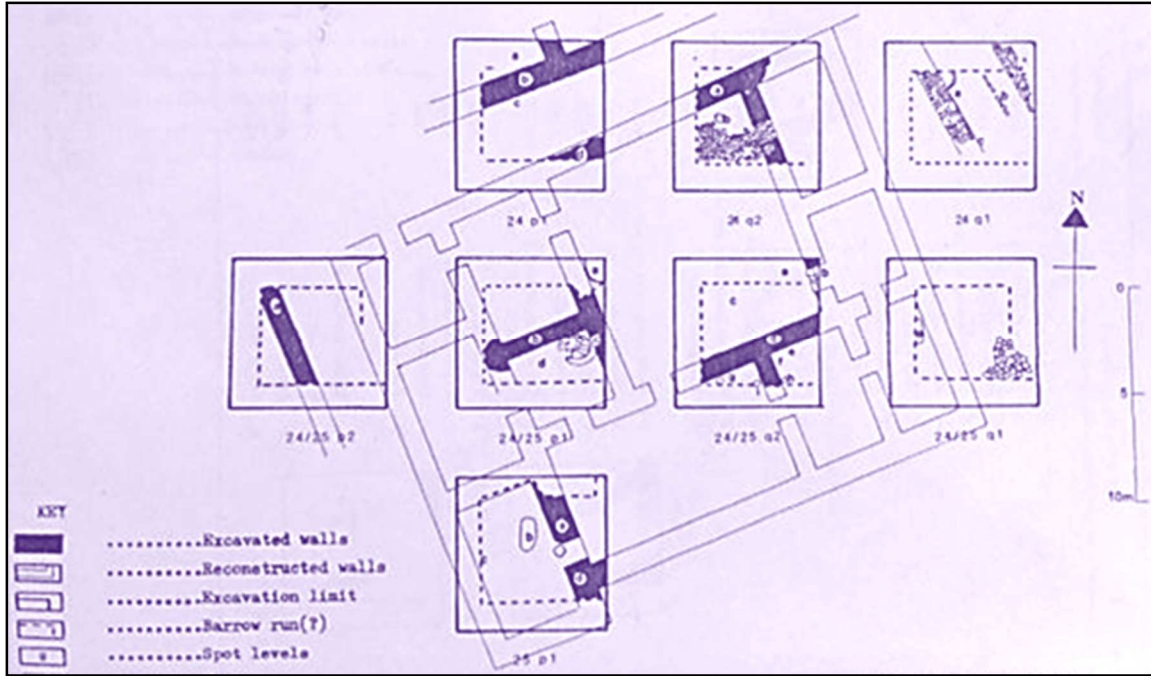 24 p1
24 q2
24 q1
N
0
24/25 p2
24/25 p1
24/25 q2
24/25 q1
5
10m
25 p1
KEY
..........Excavated walls
..........Reconstructed walls
..........Excavation limit
..........Barrow run(?)
..........Spot levels